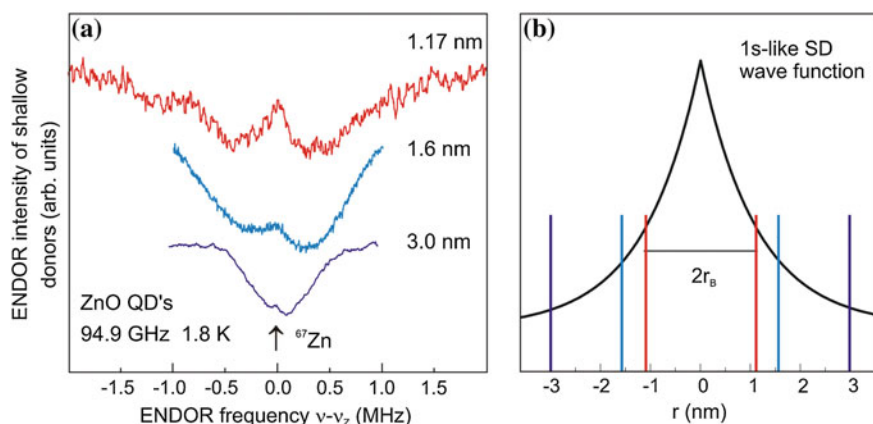 (a)
1.17 nm
1.6 nm
3.0 nm
ZnO QD's
94.9 GHz 1.8 K
↑ ⁶⁷Zn
-1.5 -1.0 -0.5 0.0 0.5 1.0 1.5
ENDOR frequency ν-νz (MHz)
ENDOR intensity of shallow
donors (arb. units)
(b)
1s-like SD
wave function
2rB
-3 -2 -1 0 1 2 3
r (nm)